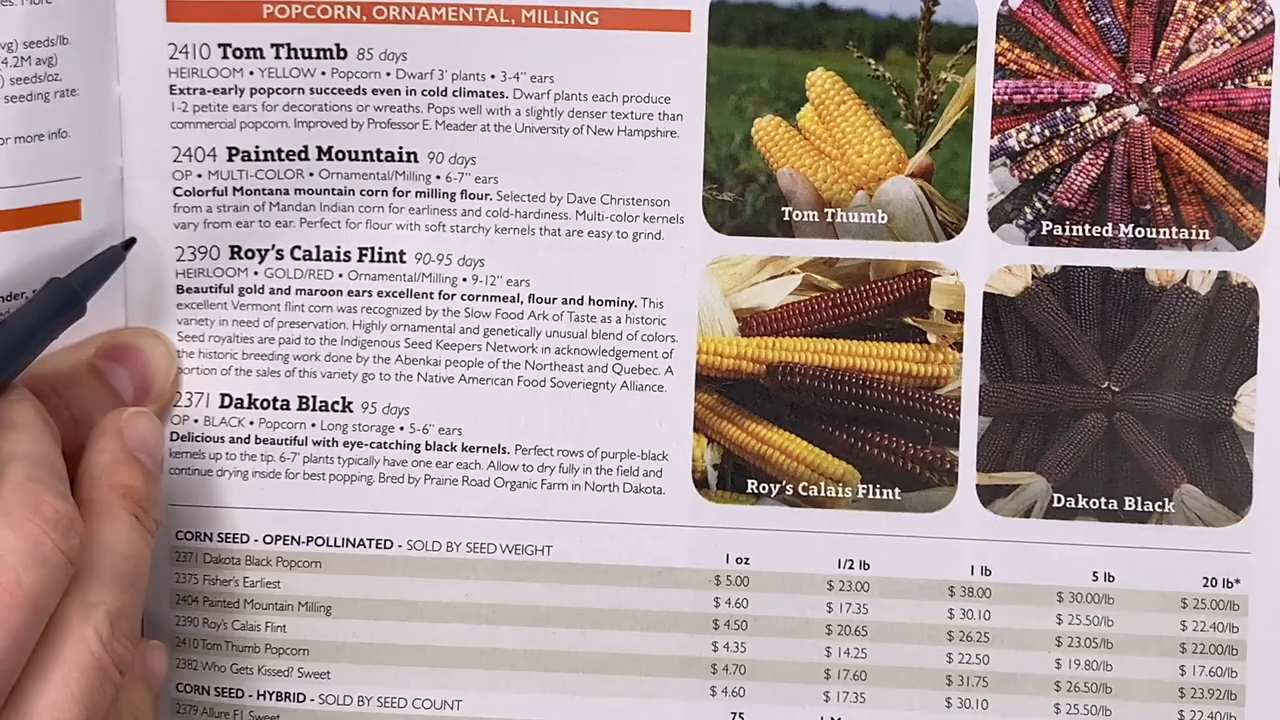 vg) seeds/lb.
(4.2M avg)
) seeds/oz,
seeding rate:
or more info.
POPCORN, ORNAMENTAL, MILLING
2410 Tom Thumb 85 days
HEIRLOOM • YELLOW • Popcorn • Dwarf 3' plants • 3-4" ears
Extra-early popcorn succeeds even in cold climates. Dwarf plants each produce
1-2 petite ears for decorations or wreaths. Pops well with a slightly denser texture than
commercial popcorn. Improved by Professor E. Meader at the University of New Hampshire.
2404 Painted Mountain 90 days
OP • MULTI-COLOR • Ornamental/Milling • 6-7" ears
Colorful Montana mountain corn for milling flour. Selected by Dave Christenson
from a strain of Mandan Indian corn for earliness and cold-hardiness. Multi-color kernels
vary from ear to ear. Perfect for flour with soft starchy kernels that are easy to grind.
2390 Roy's Calais Flint 90-95 days
HEIRLOOM • GOLD/RED • Ornamental/Milling • 9-12" ears
Beautiful gold and maroon ears excellent for cornmeal, flour and hominy. This
excellent Vermont flint corn was recognized by the Slow Food Ark of Taste as a historic
variety in need of preservation. Highly ornamental and genetically unusual blend of colors.
Seed royalties are paid to the Indigenous Seed Keepers Network in acknowledgement of
the historic breeding work done by the Abenkai people of the Northeast and Quebec. A
portion of the sales of this variety go to the Native American Food Soveriegnty Alliance.
2371 Dakota Black 95 days
OP • BLACK • Popcorn • Long storage • 5-6" ears
Delicious and beautiful with eye-catching black kernels. Perfect rows of purple-black
kernels up to the tip. 6-7' plants typically have one ear each. Allow to dry fully in the field and
continue drying inside for best popping. Bred by Prairie Road Organic Farm in North Dakota.
Tom Thumb
Painted Mountain
Roy's Calais Flint
Dakota Black
CORN SEED - OPEN-POLLINATED - SOLD BY SEED WEIGHT 1 oz 1/2 lb 1 lb 5 lb 20 lb*
2371 Dakota Black Popcorn $ 5.00 $ 23.00 $ 38.00 $ 30.00/lb $ 25.00/lb
2375 Fisher's Earliest $ 4.60 $ 17.35 $ 30.10 $ 25.50/lb $ 22.40/lb
2404 Painted Mountain Milling $ 4.50 $ 20.65 $ 26.25 $ 23.05/lb $ 22.00/lb
2390 Roy's Calais Flint $ 4.35 $ 14.25 $ 22.50 $ 19.80/lb $ 17.60/lb
2410 Tom Thumb Popcorn $ 4.70 $ 17.60 $ 31.75 $ 26.50/lb $ 23.92/lb
2382 Who Gets Kissed? Sweet $ 4.60 $ 17.35 $ 30.10 $ 25.50/lb $ 22.40/lb
CORN SEED - HYBRID - SOLD BY SEED COUNT 75
2379 Allure F1 Sweet